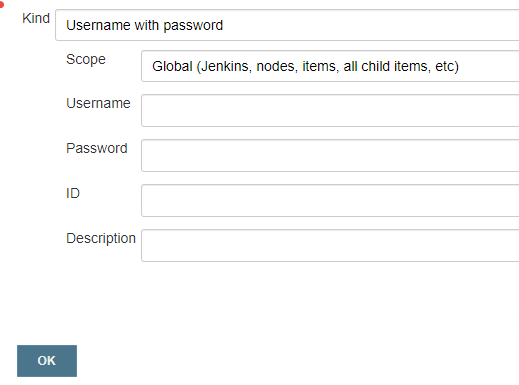 Kind Username with password
Scope Global (Jenkins, nodes, items, all child items, etc)
Username
Password
ID
Description
OK